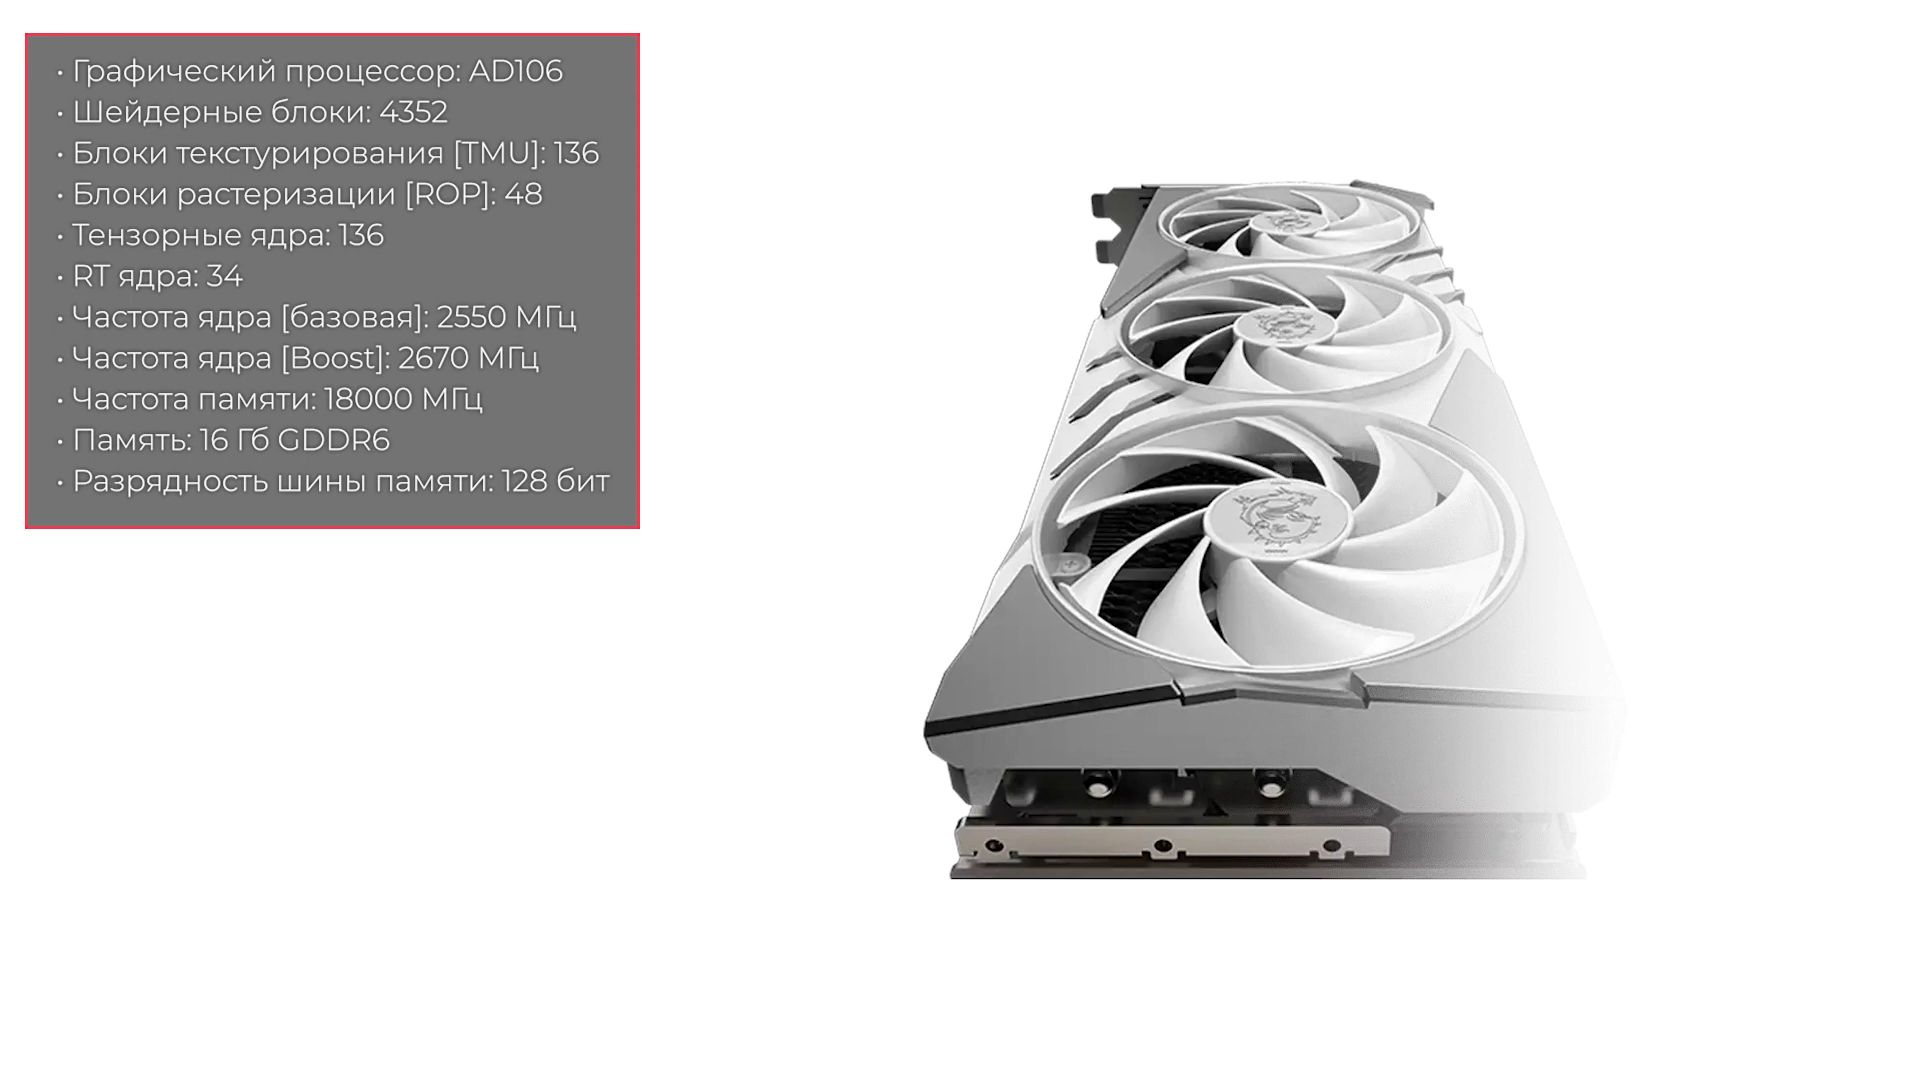 · Графический процессор: AD106
· Шейдерные блоки: 4352
· Блоки текстурирования [TMU]: 136
· Блоки растеризации [ROP]: 48
· Тензорные ядра: 136
· RT ядра: 34
· Частота ядра [базовая]: 2550 МГц
· Частота ядра [Boost]: 2670 МГц
· Частота памяти: 18000 МГц
· Память: 16 Гб GDDR6
· Разрядность шины памяти: 128 бит